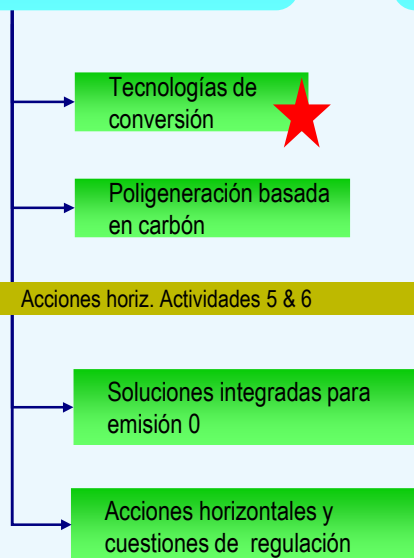 Tecnologías de
conversión
Poligeneración basada
en carbón
Acciones horiz. Actividades 5 & 6
Soluciones integradas para
emisión 0
Acciones horizontales y
cuestiones de regulación